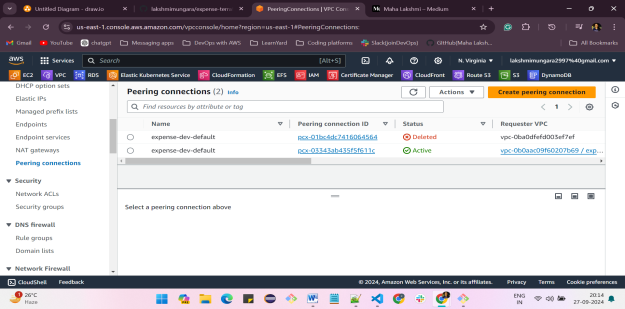 Untitled Diagram - draw.io
lakshmimungara/expense-terra
PeeringConnections | VPC Con
Maha Lakshmi – Medium
us-east-1.console.aws.amazon.com/vpcconsole/home?region=us-east-1#PeeringConnections:
Gmail YouTube chatgpt Messaging apps DevOps with AWS LearnYard Coding platforms Slack(JoinDevOps) GitHub(Maha Laksh... All Bookmarks
aws Services Search [Alt+S] N. Virginia lakshmimungara2997%40gmail.com
EC2 VPC RDS Elastic Kubernetes Service CloudFormation EFS IAM Certificate Manager CloudFront Route 53 S3 DynamoDB
DHCP option sets
Elastic IPs
Managed prefix lists
Endpoints
Endpoint services
NAT gateways
Peering connections
Security
Network ACLs
Security groups
DNS firewall
Rule groups
Domain lists
Network Firewall
Peering connections (2) Info
Actions
Create peering connection
Find resources by attribute or tag
1
Name Peering connection ID Status Requester VPC
expense-dev-default pcx-01bc4dc7416064564 Deleted vpc-0ba0dfefd003ef7ef
expense-dev-default pcx-03343ab435f5f611c Active vpc-0b0aac09f60207b69 / exp...
Select a peering connection above
CloudShell Feedback © 2024, Amazon Web Services, Inc. or its affiliates. Privacy Terms Cookie preferences
26°C
Haze
ENG
IN
20:14
27-09-2024